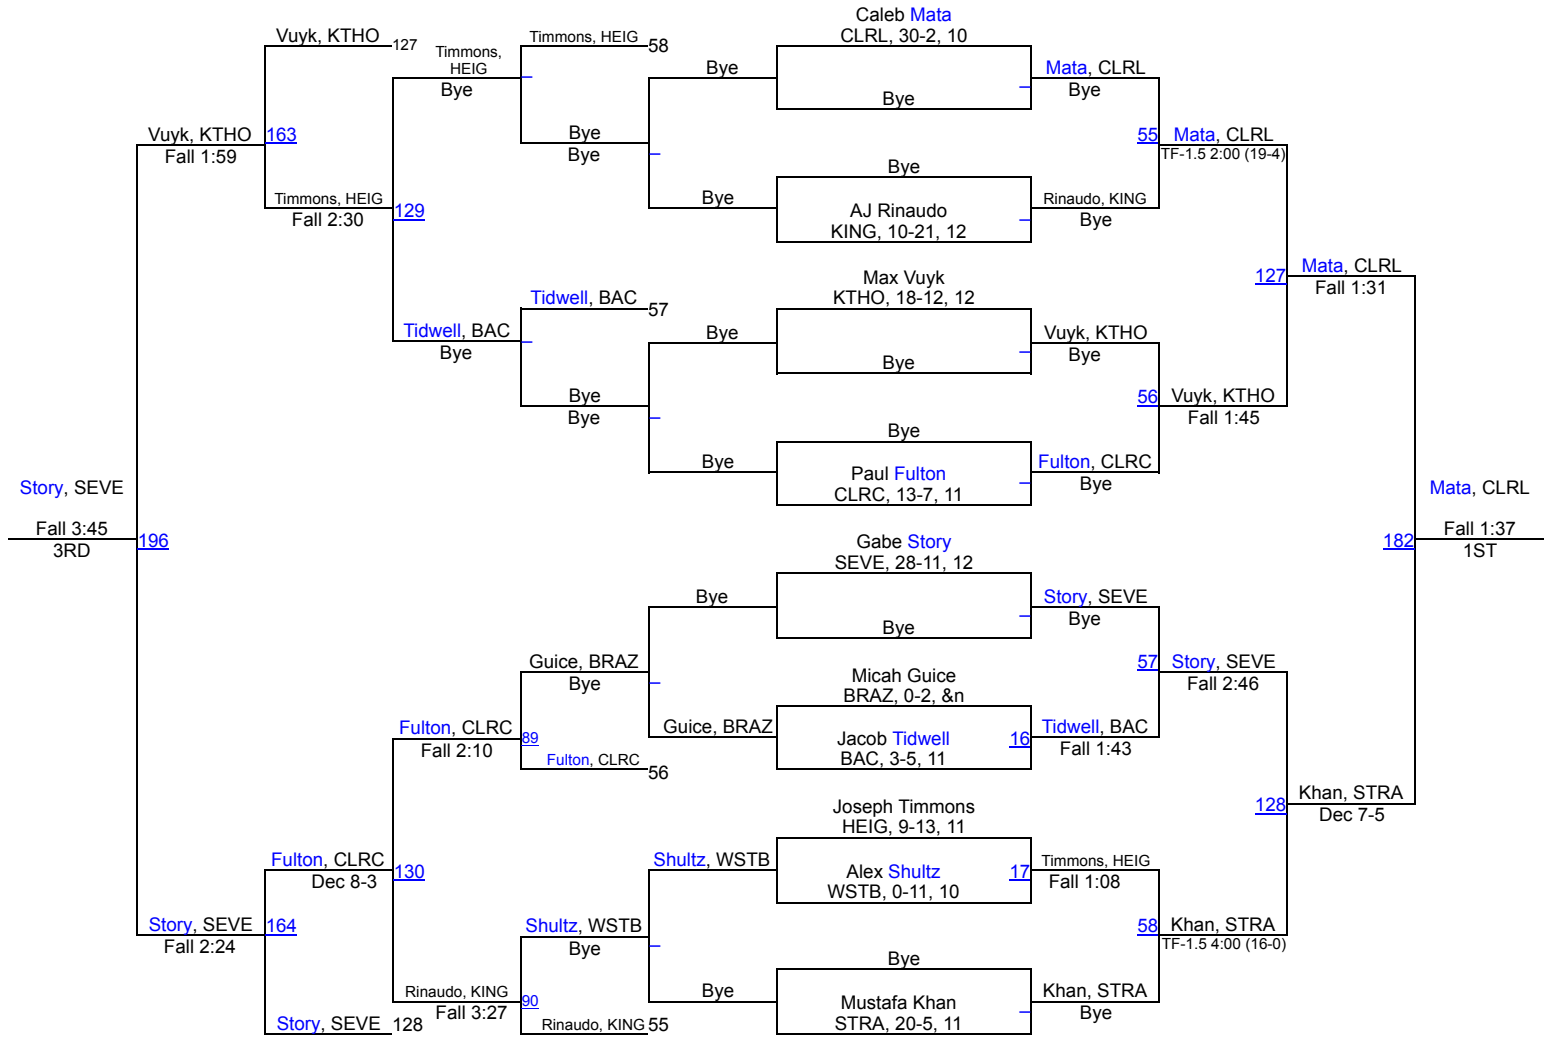 Caleb Mata
CLRL, 30-2, 10
Vuyk, KTHO 127
Timmons, HEIG 58
Timmons,
HEIG
Bye
Bye
Mata, CLRL
Bye
Bye
Vuyk, KTHO
Fall 1:59
163
Bye
Bye
55
Mata, CLRL
TF-1.5 2:00 (19-4)
Bye
Timmons, HEIG
Fall 2:30
129
Bye
AJ Rinaudo
KING, 10-21, 12
Rinaudo, KING
Bye
Max Vuyk
KTHO, 18-12, 12
127
Mata, CLRL
Fall 1:31
Tidwell, BAC 57
Tidwell, BAC
Bye
Bye
Vuyk, KTHO
Bye
Bye
Bye
Bye
56
Vuyk, KTHO
Fall 1:45
Bye
Bye
Paul Fulton
CLRC, 13-7, 11
Fulton, CLRC
Bye
Story, SEVE
Fall 3:45
3RD
196
Mata, CLRL
182
Fall 1:37
1ST
Gabe Story
SEVE, 28-11, 12
Bye
Story, SEVE
Bye
Bye
Guice, BRAZ
Bye
Micah Guice
BRAZ, 0-2, &n
57
Story, SEVE
Fall 2:46
Fulton, CLRC
Fall 2:10
89
Guice, BRAZ
Jacob Tidwell
BAC, 3-5, 11
16
Tidwell, BAC
Fall 1:43
Fulton, CLRC 56
Joseph Timmons
HEIG, 9-13, 11
128
Khan, STRA
Dec 7-5
Fulton, CLRC
Dec 8-3
130
Shultz, WSTB
Alex Shultz
WSTB, 0-11, 10
17
Timmons, HEIG
Fall 1:08
Story, SEVE
Fall 2:24
164
Shultz, WSTB
Bye
58
Khan, STRA
TF-1.5 4:00 (16-0)
Bye
Rinaudo, KING
Fall 3:27
90
Bye
Mustafa Khan
STRA, 20-5, 11
Khan, STRA
Bye
Story, SEVE 128
Rinaudo, KING 55